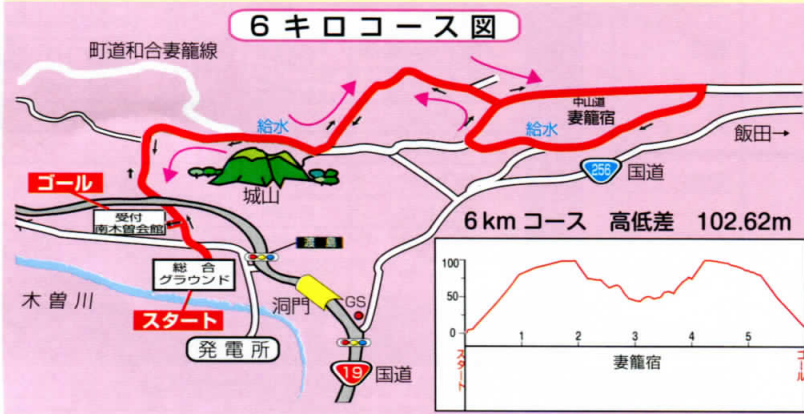 6キロコース図
町道和合妻籠線
給水
中山道
妻籠宿
給水
飯田→
256
国道
城山
ゴール
受付
南木曽会館
渡島
6kmコース 高低差 102.62m
総合
グラウンド
木曽川
スタート
洞門
GS
発電所
19
国道
100
50
0
1
2
3
4
5
スタート
妻籠宿
ゴール